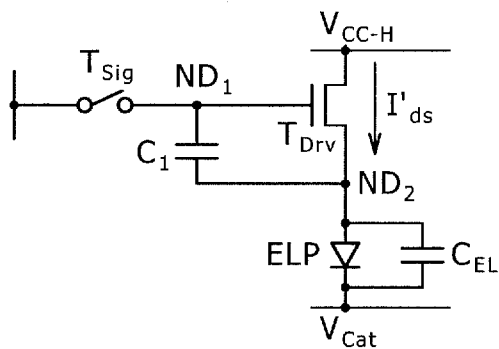 V_CC-H
T_Sig
ND_1
I'_ds
T_Drv
C_1
ND_2
ELP
C_EL
V_Cat